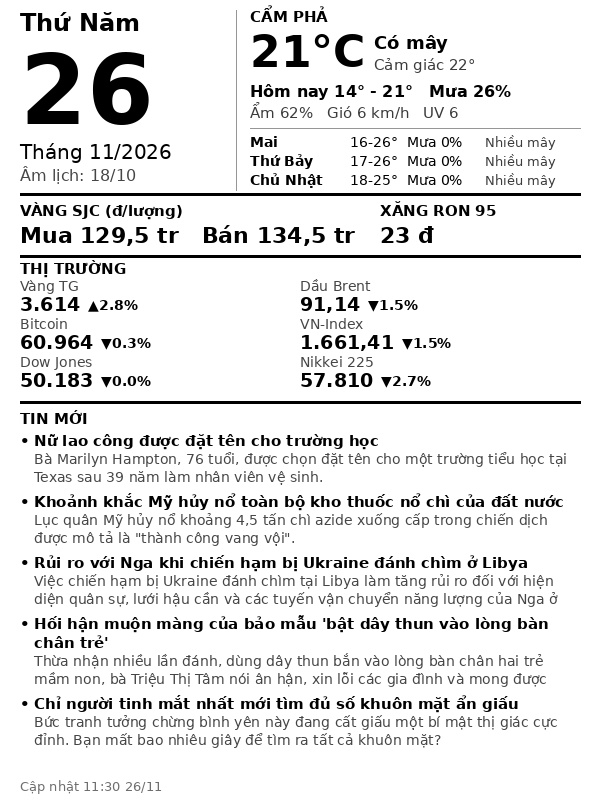 Thứ Năm
26
Tháng 11/2026
Âm lịch: 18/10
CẨM PHẢ
21°C Có mây
Cảm giác 22°
Hôm nay 14° - 21° Mưa 26%
Ẩm 62% Gió 6 km/h UV 6
Mai 16-26° Mưa 0% Nhiều mây
Thứ Bảy 17-26° Mưa 0% Nhiều mây
Chủ Nhật 18-25° Mưa 0% Nhiều mây
VÀNG SJC (đ/lượng)
Mua 129,5 tr Bán 134,5 tr
XĂNG RON 95
23 đ
THỊ TRƯỜNG
Vàng TG
3.614 ▲2.8%
Dầu Brent
91,14 ▼1.5%
Bitcoin
60.964 ▼0.3%
VN-Index
1.661,41 ▼1.5%
Dow Jones
50.183 ▼0.0%
Nikkei 225
57.810 ▼2.7%
TIN MỚI
• Nữ lao công được đặt tên cho trường học
Bà Marilyn Hampton, 76 tuổi, được chọn đặt tên cho một trường tiểu học tại
Texas sau 39 năm làm nhân viên vệ sinh.
• Khoảnh khắc Mỹ hủy nổ toàn bộ kho thuốc nổ chì của đất nước
Lục quân Mỹ hủy nổ khoảng 4,5 tấn chì azide xuống cấp trong chiến dịch
được mô tả là "thành công vang vội".
• Rủi ro với Nga khi chiến hạm bị Ukraine đánh chìm ở Libya
Việc chiến hạm bị Ukraine đánh chìm tại Libya làm tăng rủi ro đối với hiện
diện quân sự, lưới hậu cần và các tuyến vận chuyển năng lượng của Nga ở
• Hối hận muộn màng của bảo mẫu 'bật dây thun vào lòng bàn
chân trẻ'
Thừa nhận nhiều lần đánh, dùng dây thun bắn vào lòng bàn chân hai trẻ
mầm non, bà Triệu Thị Tâm nói ân hận, xin lỗi các gia đình và mong được
• Chỉ người tinh mắt nhất mới tìm đủ số khuôn mặt ẩn giấu
Bức tranh tưởng chừng bình yên này đang cất giấu một bí mật thị giác cực
đỉnh. Bạn mất bao nhiêu giây để tìm ra tất cả khuôn mặt?
Cập nhật 11:30 26/11